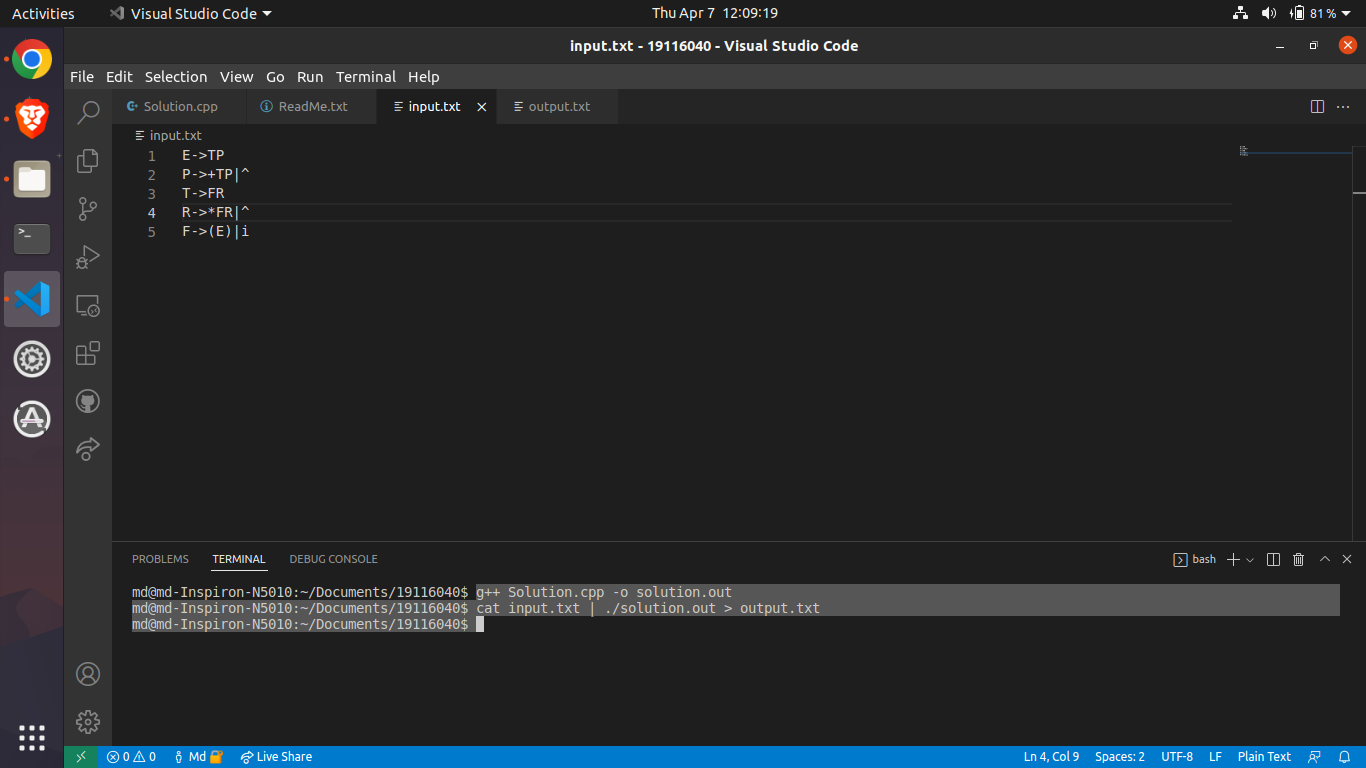 Activities Visual Studio Code Thu Apr 7 12:09:19 81%
input.txt - 19116040 - Visual Studio Code
File Edit Selection View Go Run Terminal Help
Solution.cpp ReadMe.txt input.txt output.txt
input.txt
1 E->TP
2 P->+TP|^
3 T->FR
4 R->*FR|^
5 F->(E)|i
PROBLEMS TERMINAL DEBUG CONSOLE bash
md@md-Inspiron-N5010:~/Documents/19116040$ g++ Solution.cpp -o solution.out
md@md-Inspiron-N5010:~/Documents/19116040$ cat input.txt | ./solution.out > output.txt
md@md-Inspiron-N5010:~/Documents/19116040$
0 0 Md Live Share Ln 4, Col 9 Spaces: 2 UTF-8 LF Plain Text